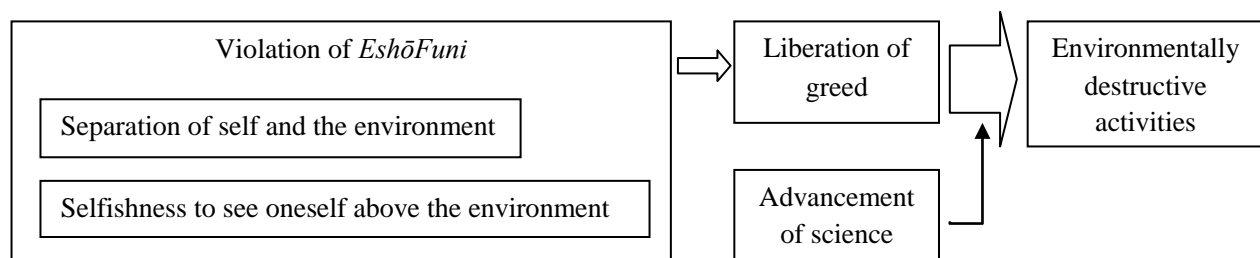 Violation of EshōFuni
Separation of self and the environment
Selfishness to see oneself above the environment
Liberation of
greed
Advancement
of science
Environmentally
destructive
activities